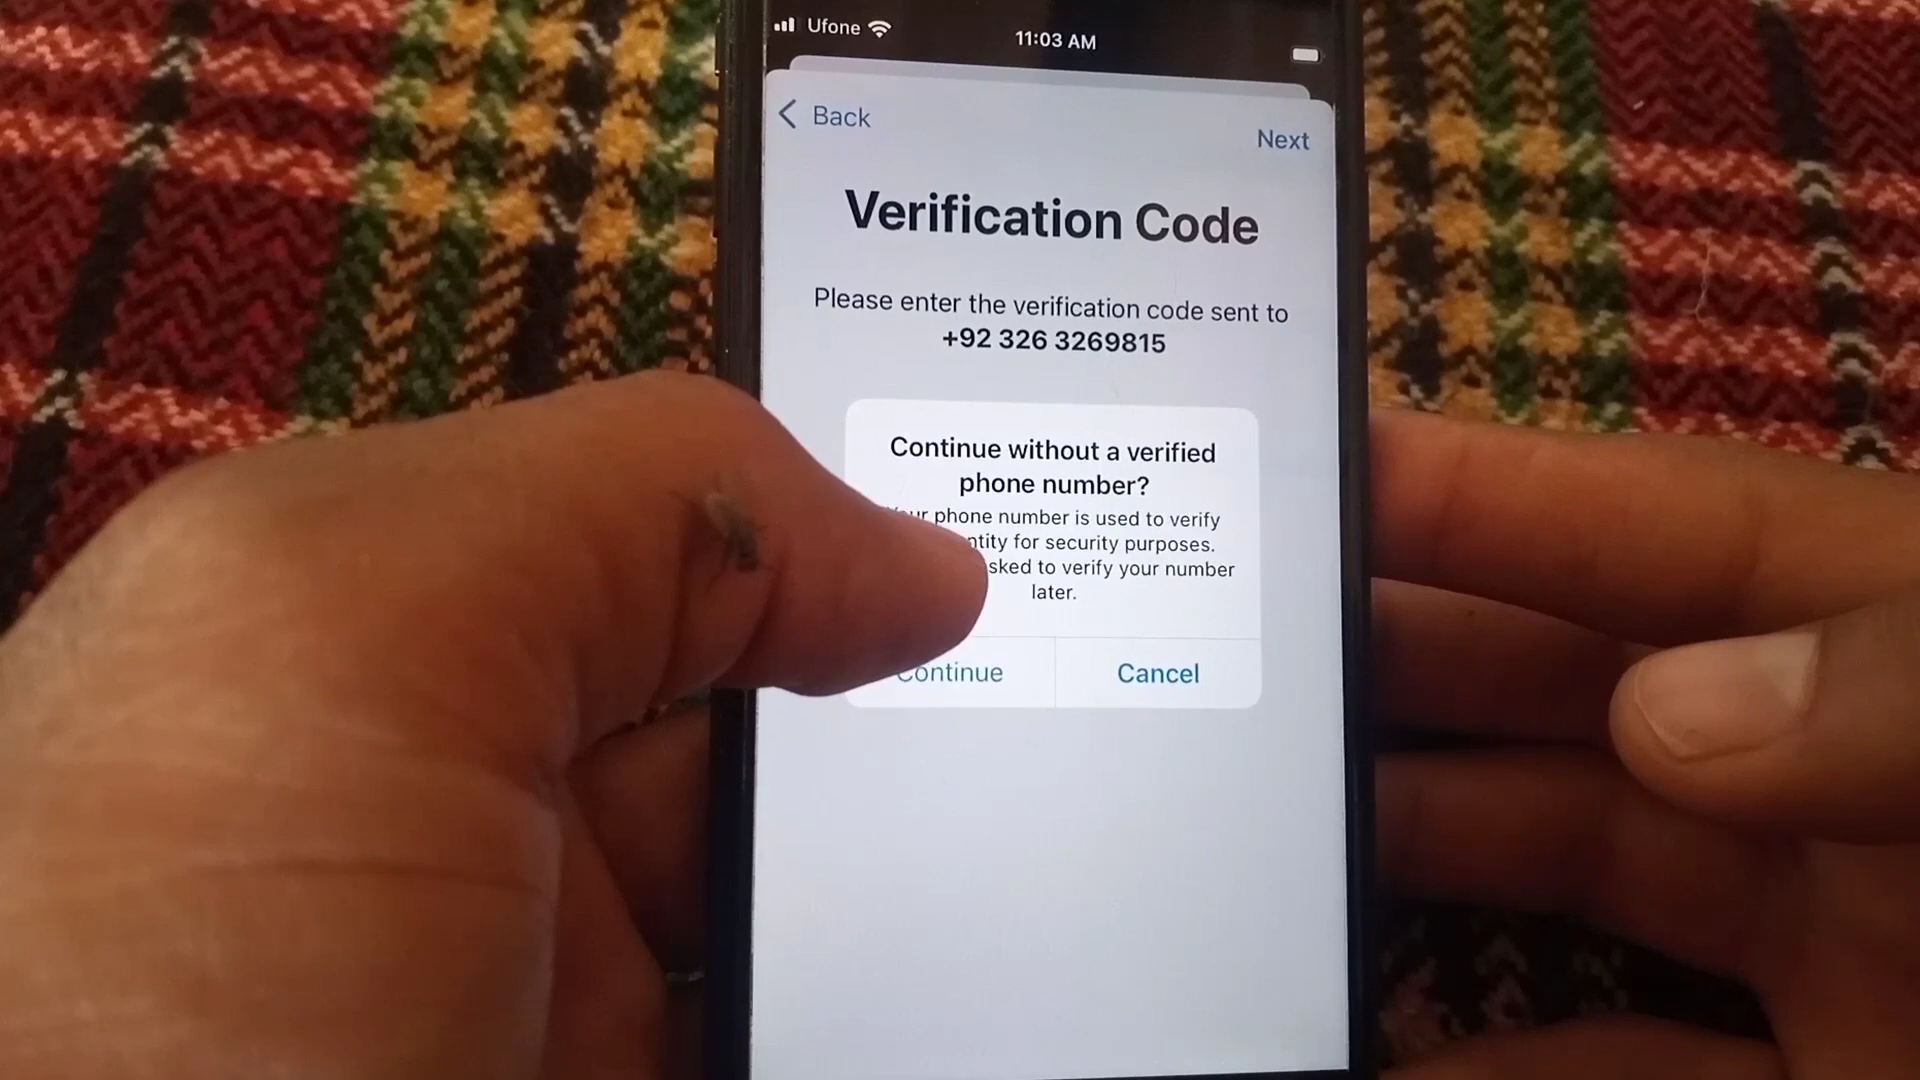 Ufone
11:03 AM
Back
Next
Verification Code
Please enter the verification code sent to
+92 326 3269815
Continue without a verified
phone number?
phone number is used to verify
for security purposes.
to verify your number
later.
Continue
Cancel